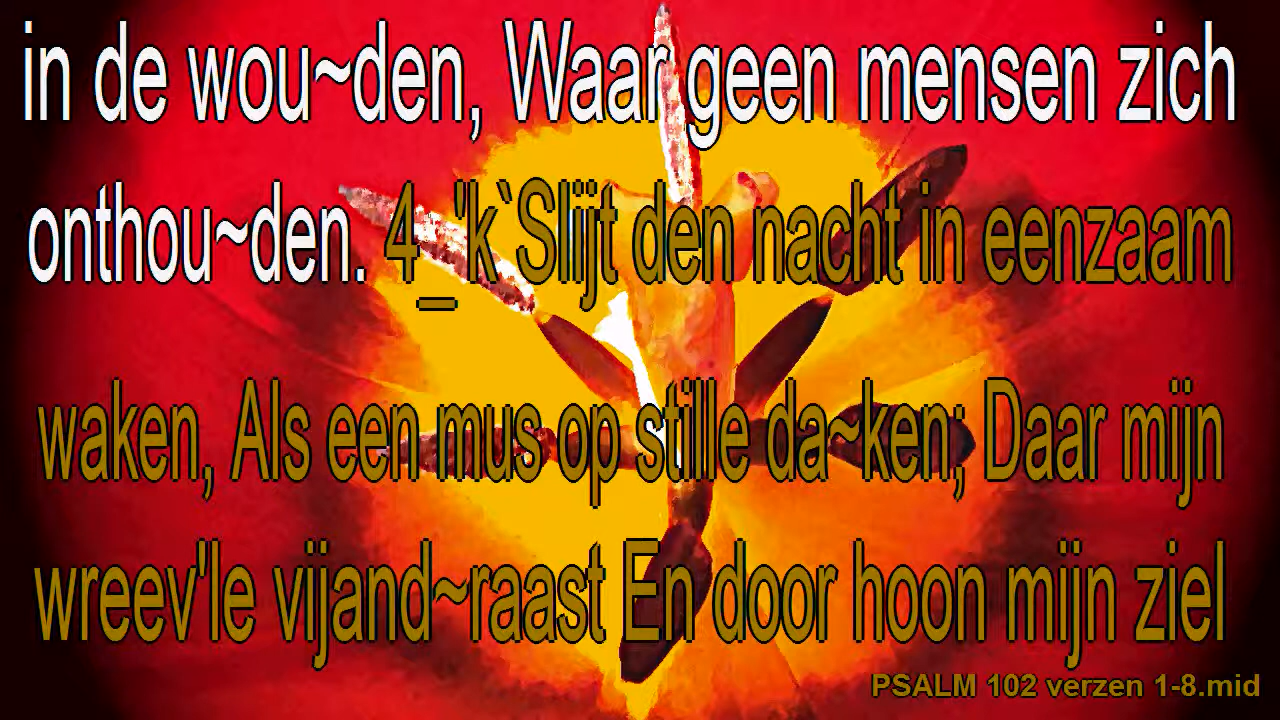 in de wou~den, Waar geen mensen zich
onthou~den. 4_'k`Slijt den nacht in eenzaam
waken, Als een mus op stille da~ken; Daar mijn
wreev'le vijand~raast En door hoon mijn ziel
PSALM 102 verzen 1-8.mid